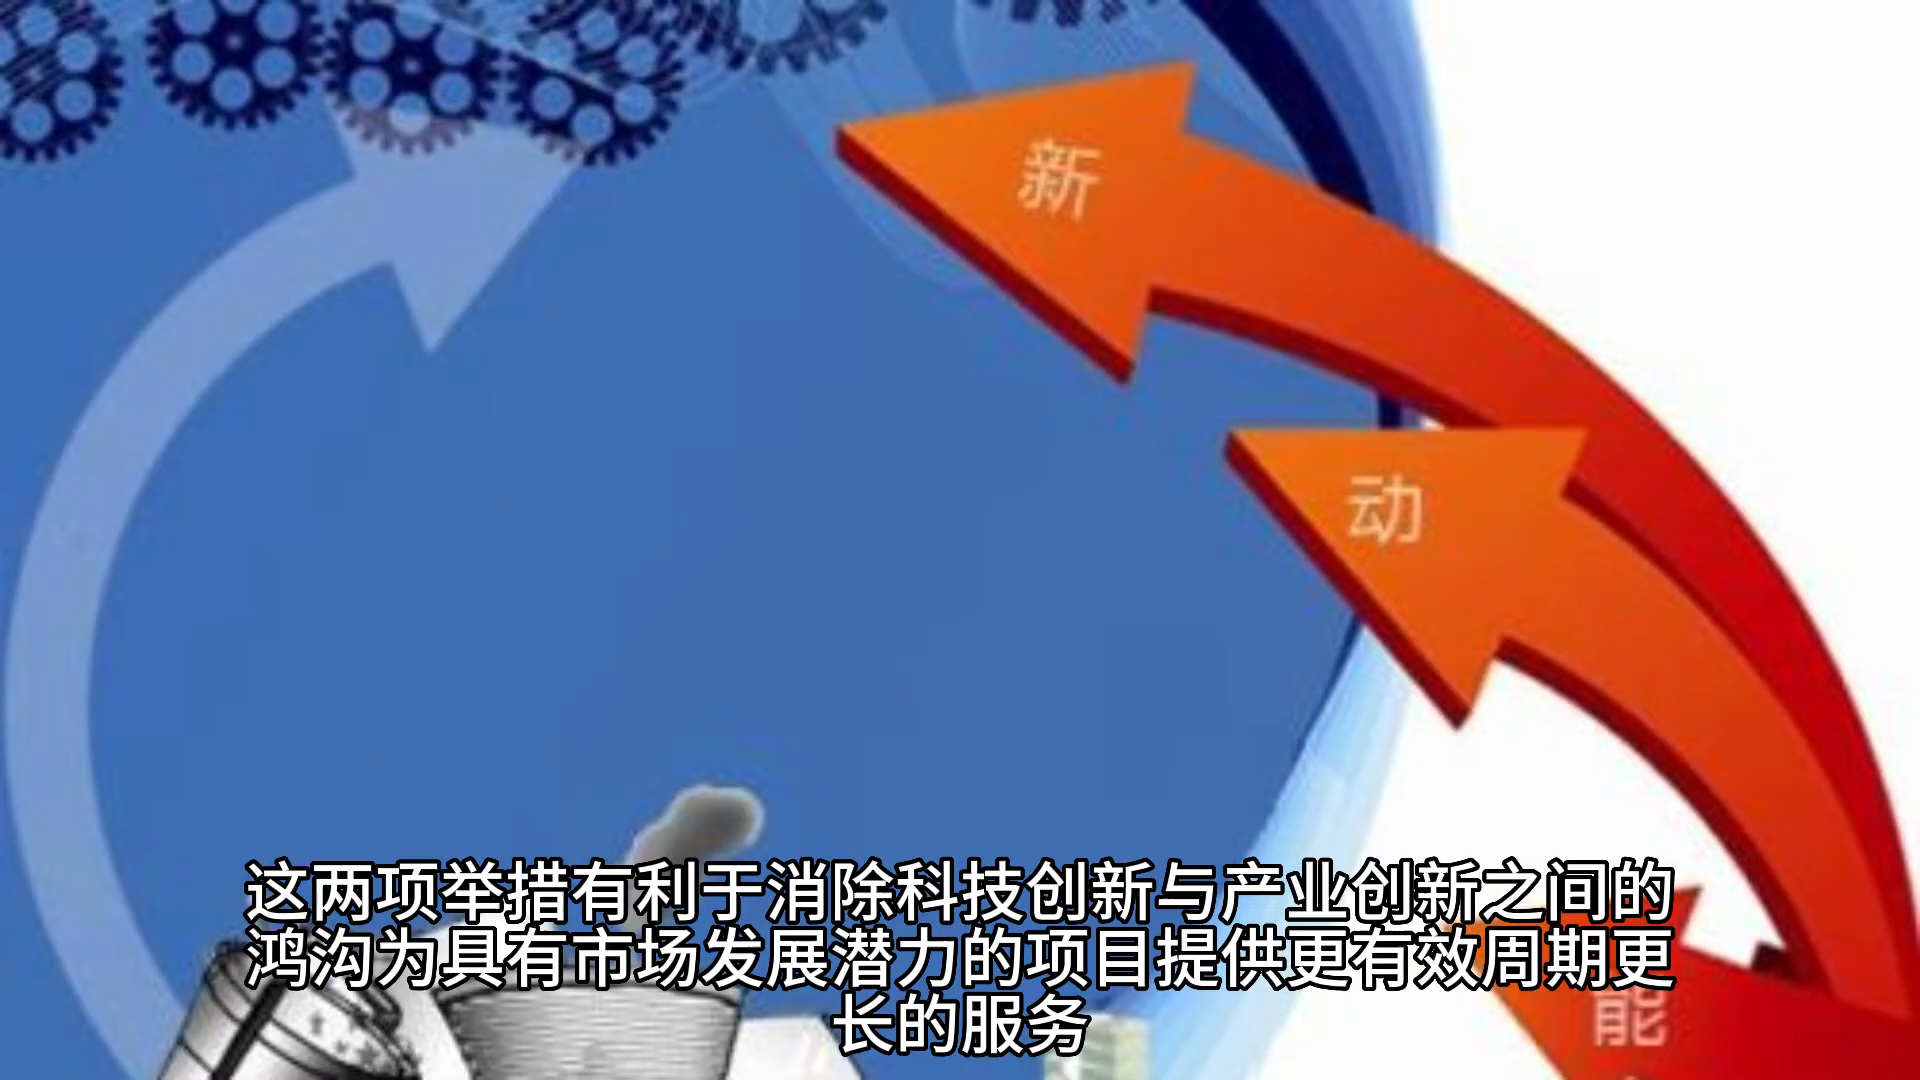 新
动
能
这两项举措有利于消除科技创新与产业创新之间的
鸿沟为具有市场发展潜力的项目提供更有效周期更
长的服务